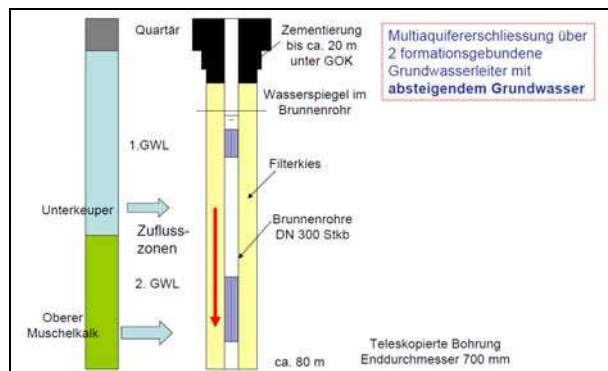 Quartär
Zementierung
bis ca. 20 m
unter GOK
Multiaquifererschliessung über
2 formationsgebundene
Grundwasserleiter mit
absteigendem Grundwasser
Wasserspiegel im
Brunnenrohr
1.GWL
Filterkies
Unterkeuper
Zufluss-
zonen
Brunnenrohre
DN 300 Stkb
2. GWL
Oberer
Muschelkalk
ca. 80 m
Teleskopierte Bohrung
Enddurchmesser 700 mm